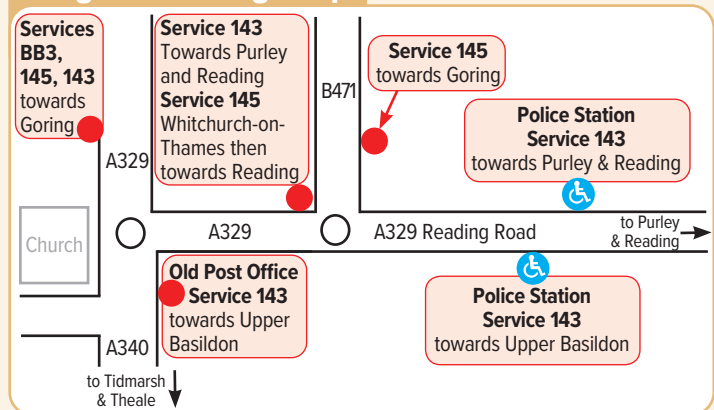 Services
BB3,
145, 143
towards
Goring
A329
Service 143
Towards Purley
and Reading
Service 145
Whitchurch-on-
Thames then
towards Reading
B471
Service 145
towards Goring
Police Station
Service 143
towards Purley & Reading
Church
A329
A329 Reading Road
to Purley
& Reading
Old Post Office
Service 143
towards Upper
Basildon
Police Station
Service 143
towards Upper Basildon
A340
to Tidmarsh
& Theale